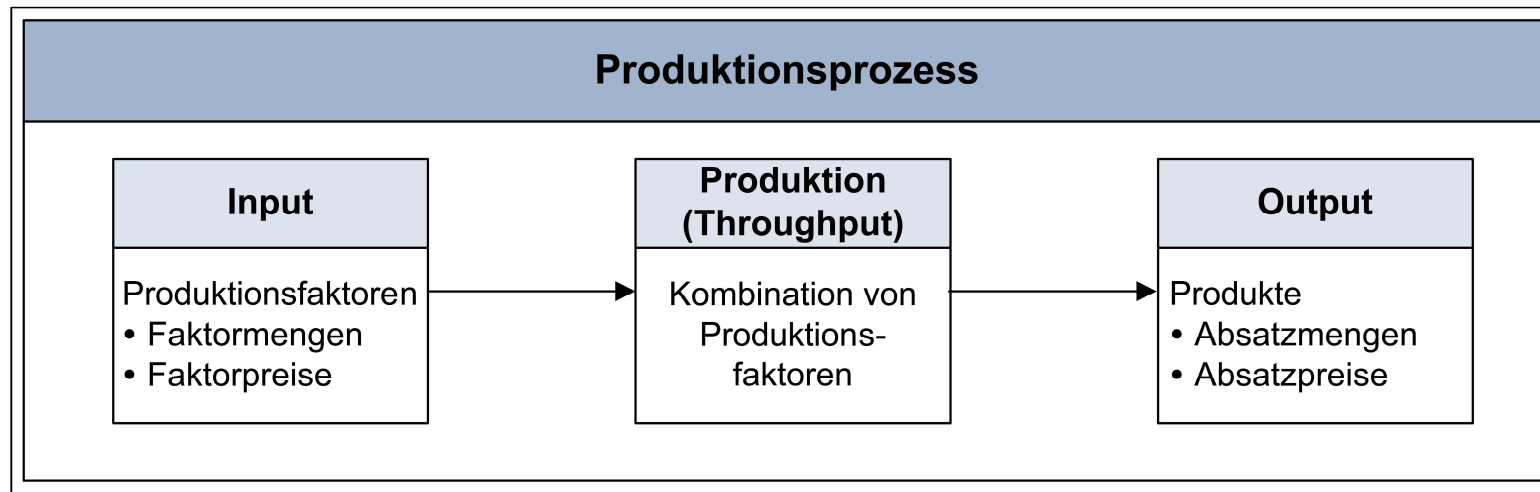 Produktionsprozess
Input
Produktionsfaktoren
• Faktormengen
• Faktorpreise
Produktion
(Throughput)
Kombination von
Produktions-
faktoren
Output
Produkte
• Absatzmengen
• Absatzpreise